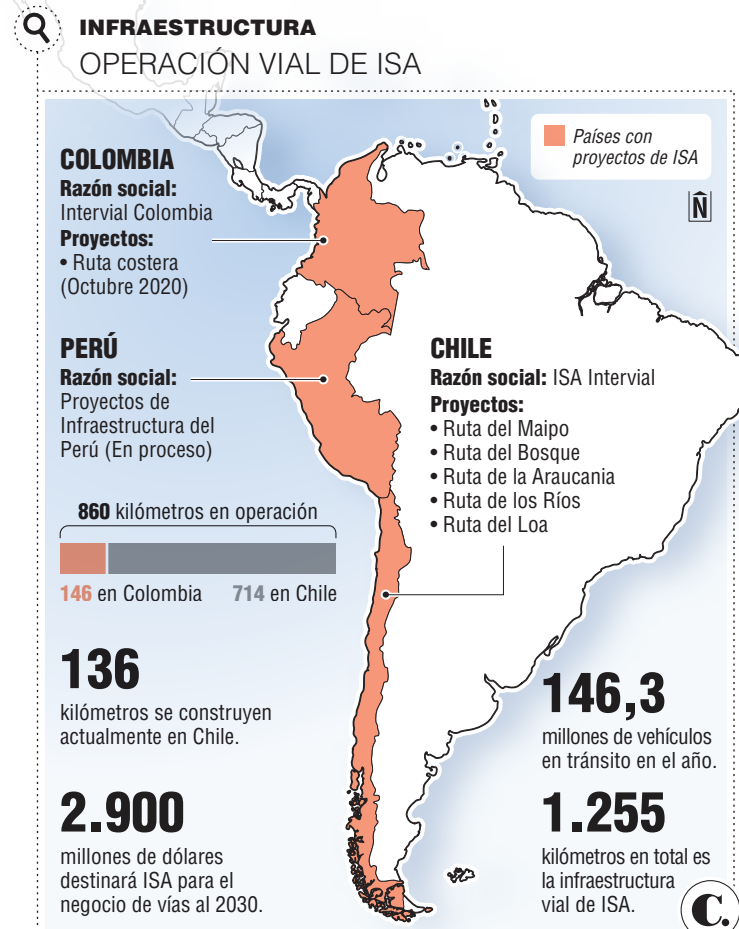 INFRAESTRUCTURA
OPERACIÓN VIAL DE ISA
Países con
proyectos de ISA
N
COLOMBIA
Razón social:
Intervial Colombia
Proyectos:
• Ruta costera
(Octubre 2020)
PERÚ
Razón social:
Proyectos de
Infraestructura del
Perú (En proceso)
CHILE
Razón social: ISA Intervial
Proyectos:
• Ruta del Maipo
• Ruta del Bosque
• Ruta de la Araucania
• Ruta de los Ríos
• Ruta del Loa
860 kilómetros en operación
146 en Colombia 714 en Chile
136
kilómetros se construyen
actualmente en Chile.
2.900
millones de dólares
destinará ISA para el
negocio de vías al 2030.
146,3
millones de vehículos
en tránsito en el año.
1.255
kilómetros en total es
la infraestructura
vial de ISA.
C.